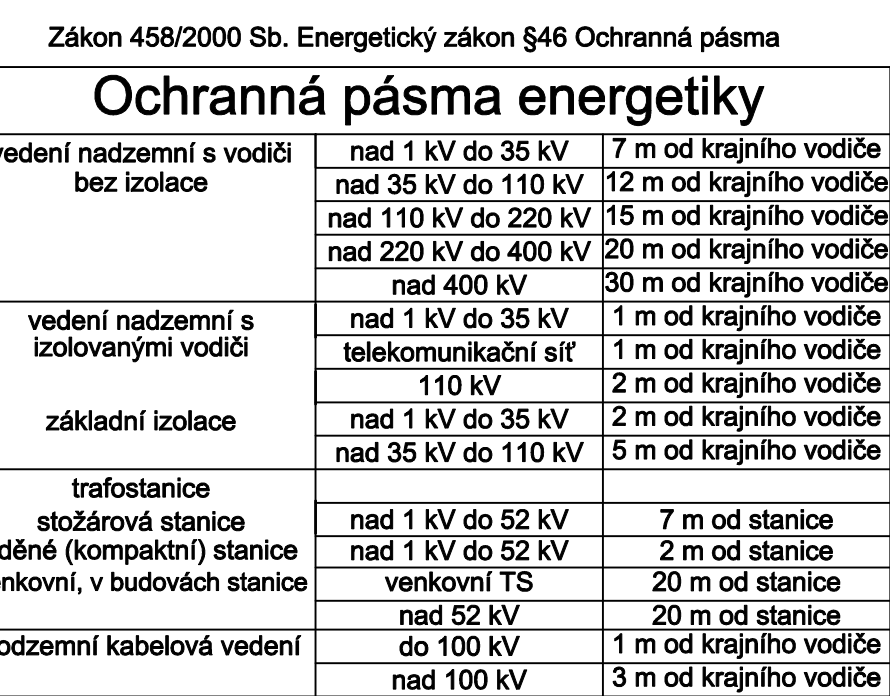 Zákon 458/2000 Sb. Energetický zákon §46 Ochranná pásma
Ochranná pásma energetiky
vedení nadzemní s vodiči nad 1 kV do 35 kV 7 m od krajního vodiče
bez izolace nad 35 kV do 110 kV 12 m od krajního vodiče
nad 110 kV do 220 kV 15 m od krajního vodiče
nad 220 kV do 400 kV 20 m od krajního vodiče
nad 400 kV 30 m od krajního vodiče
vedení nadzemní s nad 1 kV do 35 kV 1 m od krajního vodiče
izolovanými vodiči telekomunikační síť 1 m od krajního vodiče
110 kV 2 m od krajního vodiče
základní izolace nad 1 kV do 35 kV 2 m od krajního vodiče
nad 35 kV do 110 kV 5 m od krajního vodiče
trafostanice
stožárová stanice nad 1 kV do 52 kV 7 m od stanice
děné (kompaktní) stanice nad 1 kV do 52 kV 2 m od stanice
enkovní, v budovách stanice venkovní TS 20 m od stanice
nad 52 kV 20 m od stanice
odzemní kabelová vedení do 100 kV 1 m od krajního vodiče
nad 100 kV 3 m od krajního vodiče